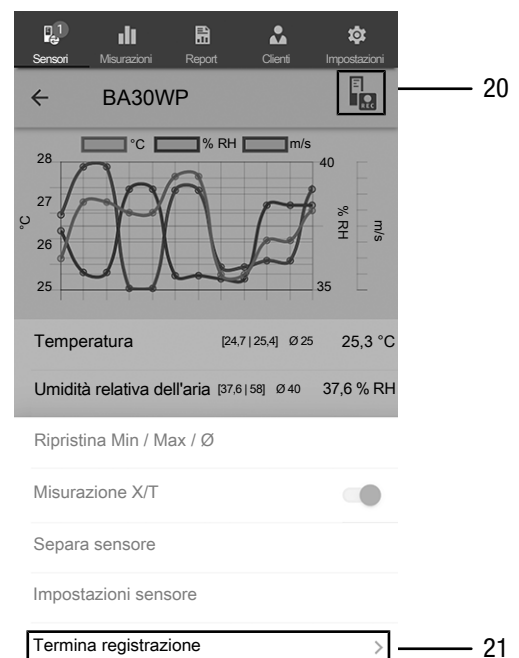 1
Sensori Misurazioni Report Clienti Impostazioni
BA30WP
REC
20
°C % RH m/s
28 40
27
26
25 35
°C
% RH
m/s
Temperatura [24,7 | 25,4] Ø 25 25,3 °C
Umidità relativa dell'aria [37,6 | 58] Ø 40 37,6 % RH
Ripristina Min / Max / Ø
Misurazione X/T
Separa sensore
Impostazioni sensore
Termina registrazione
21